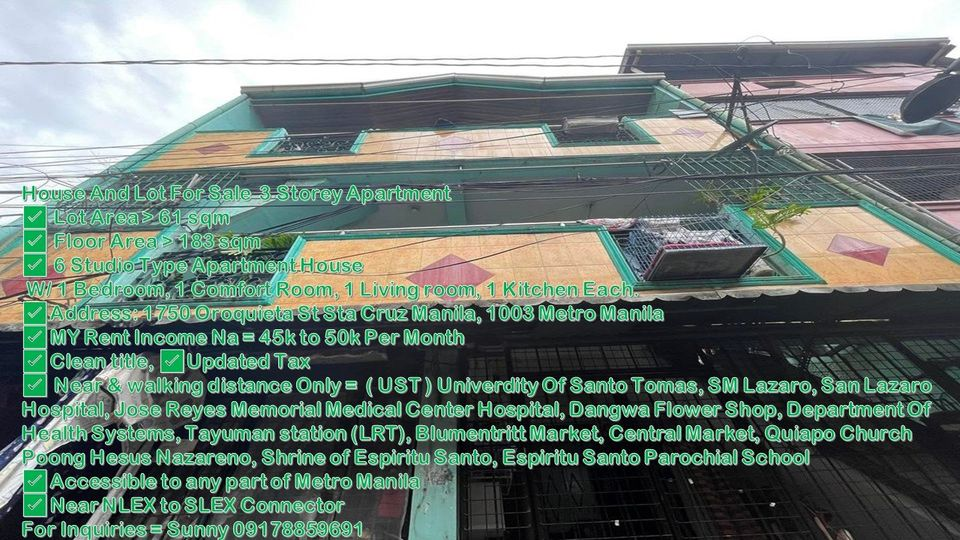 House And Lot For Sale 3 Storey Apartment
✅ Lot Area > 61 sqm
✅ Floor Area > 183 sqm
✅ 6 Studio Type Apartment House
W/ 1 Bedroom, 1 Comfort Room, 1 Living room, 1 Kitchen Each.
✅ Address: 1750 Oroquieta St Sta Cruz Manila, 1003 Metro Manila
✅ MY Rent Income Na = 45k to 50k Per Month
✅ Clean title, ✅ Updated Tax
✅ Near & walking distance Only = ( UST ) Univerdity Of Santo Tomas, SM Lazaro, San Lazaro
Hospital, Jose Reyes Memorial Medical Center Hospital, Dangwa Flower Shop, Department Of
Health Systems, Tayuman station (LRT), Blumentritt Market, Central Market, Quiapo Church
Poong Hesus Nazareno, Shrine of Espiritu Santo, Espiritu Santo Parochial School
✅ Accessible to any part of Metro Manila
✅ Near NLEX to SLEX Connector
For Inquiries = Sunny 09178859691